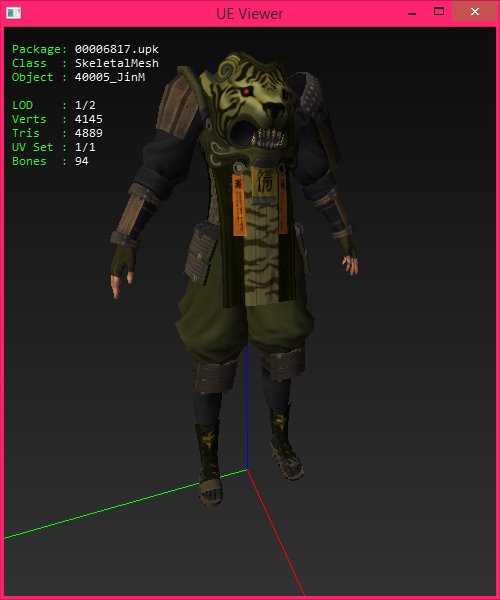 UE Viewer
Package: 00006817.upk
Class : SkeletalMesh
Object : 40005_JinM
LOD : 1/2
Verts : 4145
Tris : 4889
UV Set : 1/1
Bones : 94